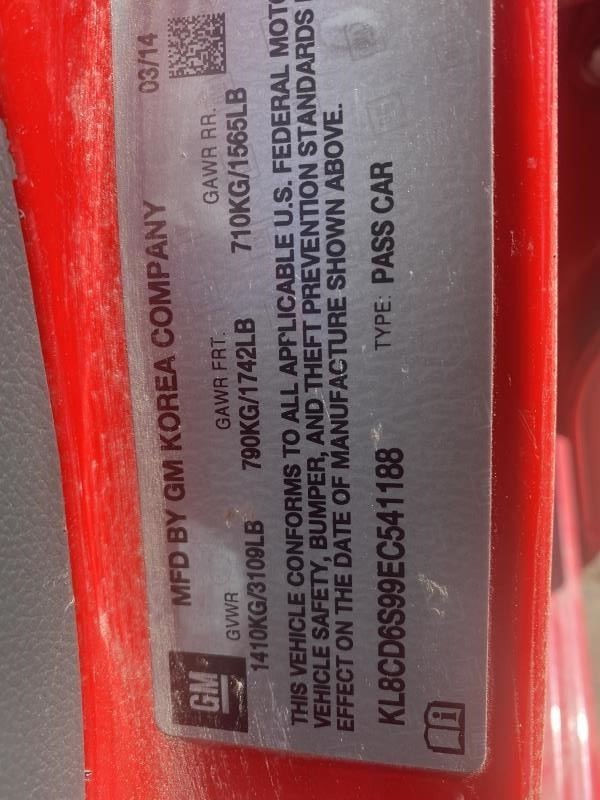 MFD BY GM KOREA COMPANY 03/14
GM
GVWR GAWR FRT. GAWR RR.
1410KG/3109LB 790KG/1742LB 710KG/1565LB
THIS VEHICLE CONFORMS TO ALL APPLICABLE U.S. FEDERAL MOTO
VEHICLE SAFETY, BUMPER, AND THEFT PREVENTION STANDARDS
EFFECT ON THE DATE OF MANUFACTURE SHOWN ABOVE.
KL8CD6S99EC541188 TYPE: PASS CAR